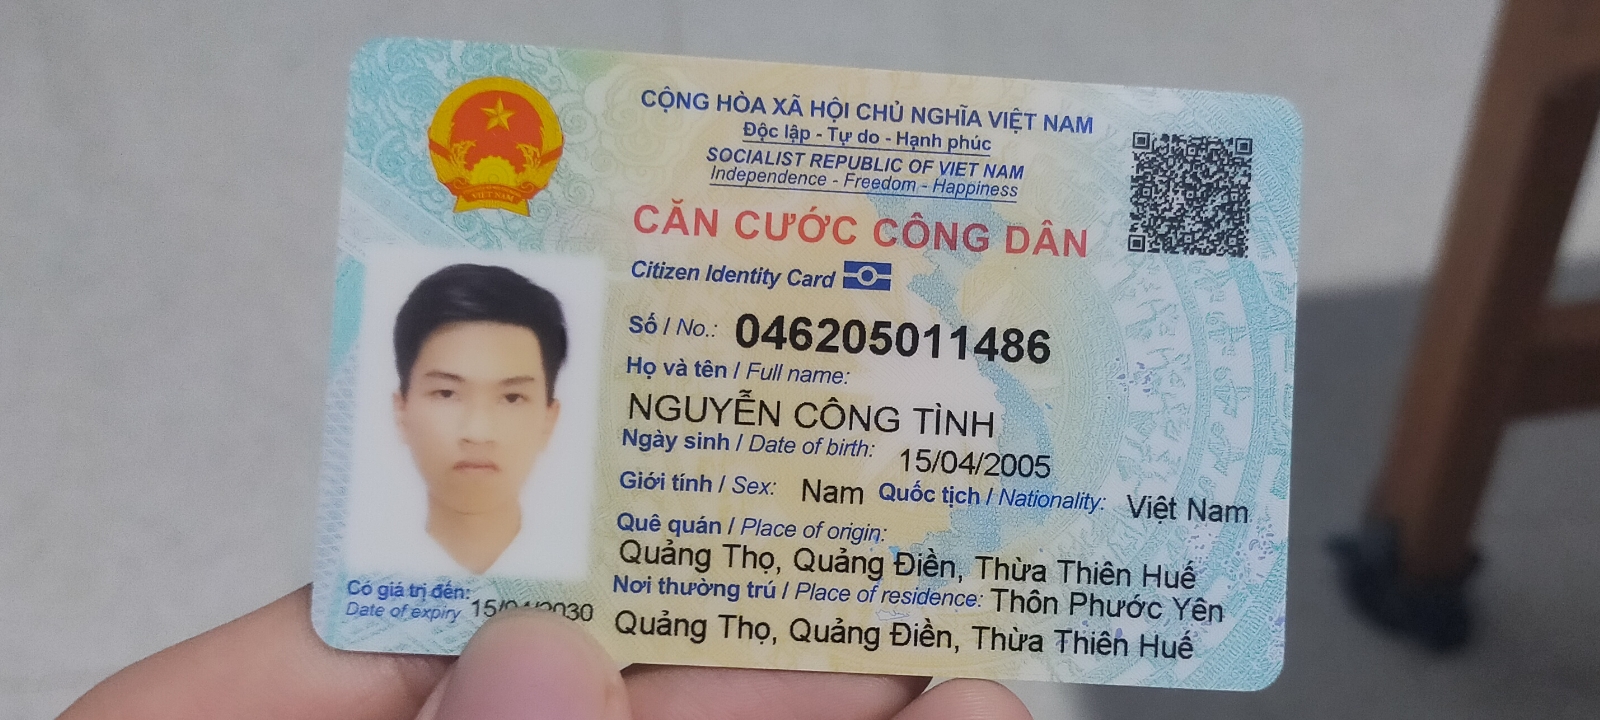 CỘNG HÒA XÃ HỘI CHỦ NGHĨA VIỆT NAM
Độc lập - Tự do - Hạnh phúc
SOCIALIST REPUBLIC OF VIET NAM
Independence - Freedom - Happiness
CĂN CƯỚC CÔNG DÂN
Citizen Identity Card
Số / No.: 046205011486
Họ và tên / Full name:
NGUYỄN CÔNG TÌNH
Ngày sinh / Date of birth: 15/04/2005
Giới tính / Sex: Nam Quốc tịch / Nationality: Việt Nam
Quê quán / Place of origin:
Quảng Thọ, Quảng Điền, Thừa Thiên Huế
Nơi thường trú / Place of residence: Thôn Phước Yên
Quảng Thọ, Quảng Điền, Thừa Thiên Huế
Có giá trị đến:
Date of expiry
VIỆT NAM